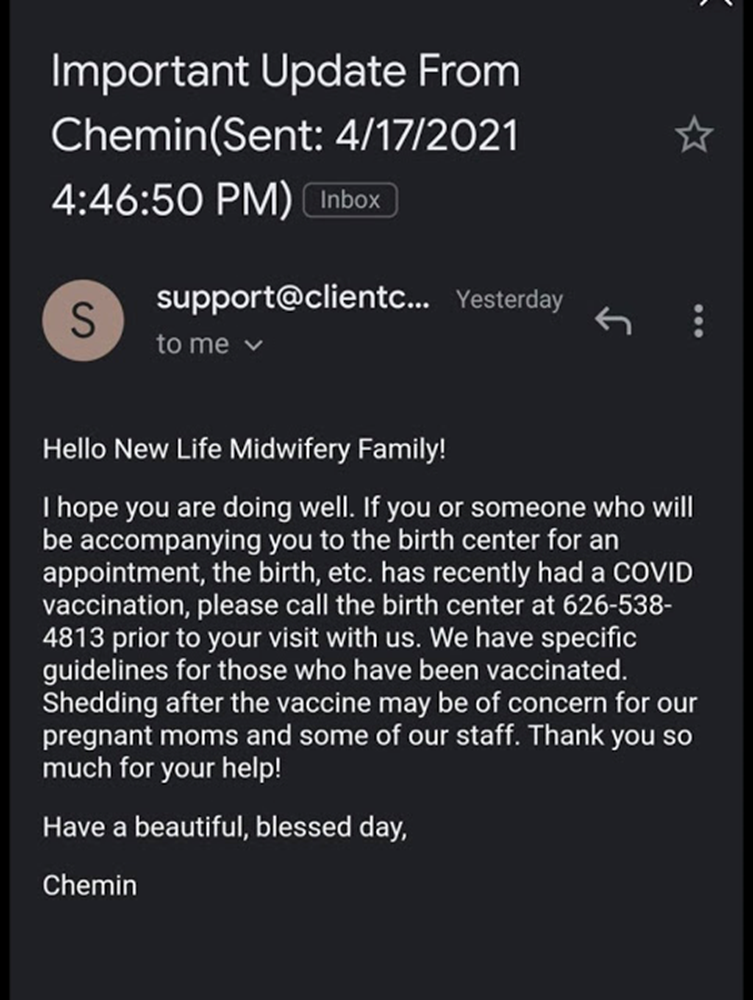 Important Update From
Chemin(Sent: 4/17/2021
4:46:50 PM) Inbox
S
support@clientc... Yesterday
to me
Hello New Life Midwifery Family!
I hope you are doing well. If you or someone who will
be accompanying you to the birth center for an
appointment, the birth, etc. has recently had a COVID
vaccination, please call the birth center at 626-538-
4813 prior to your visit with us. We have specific
guidelines for those who have been vaccinated.
Shedding after the vaccine may be of concern for our
pregnant moms and some of our staff. Thank you so
much for your help!
Have a beautiful, blessed day,
Chemin